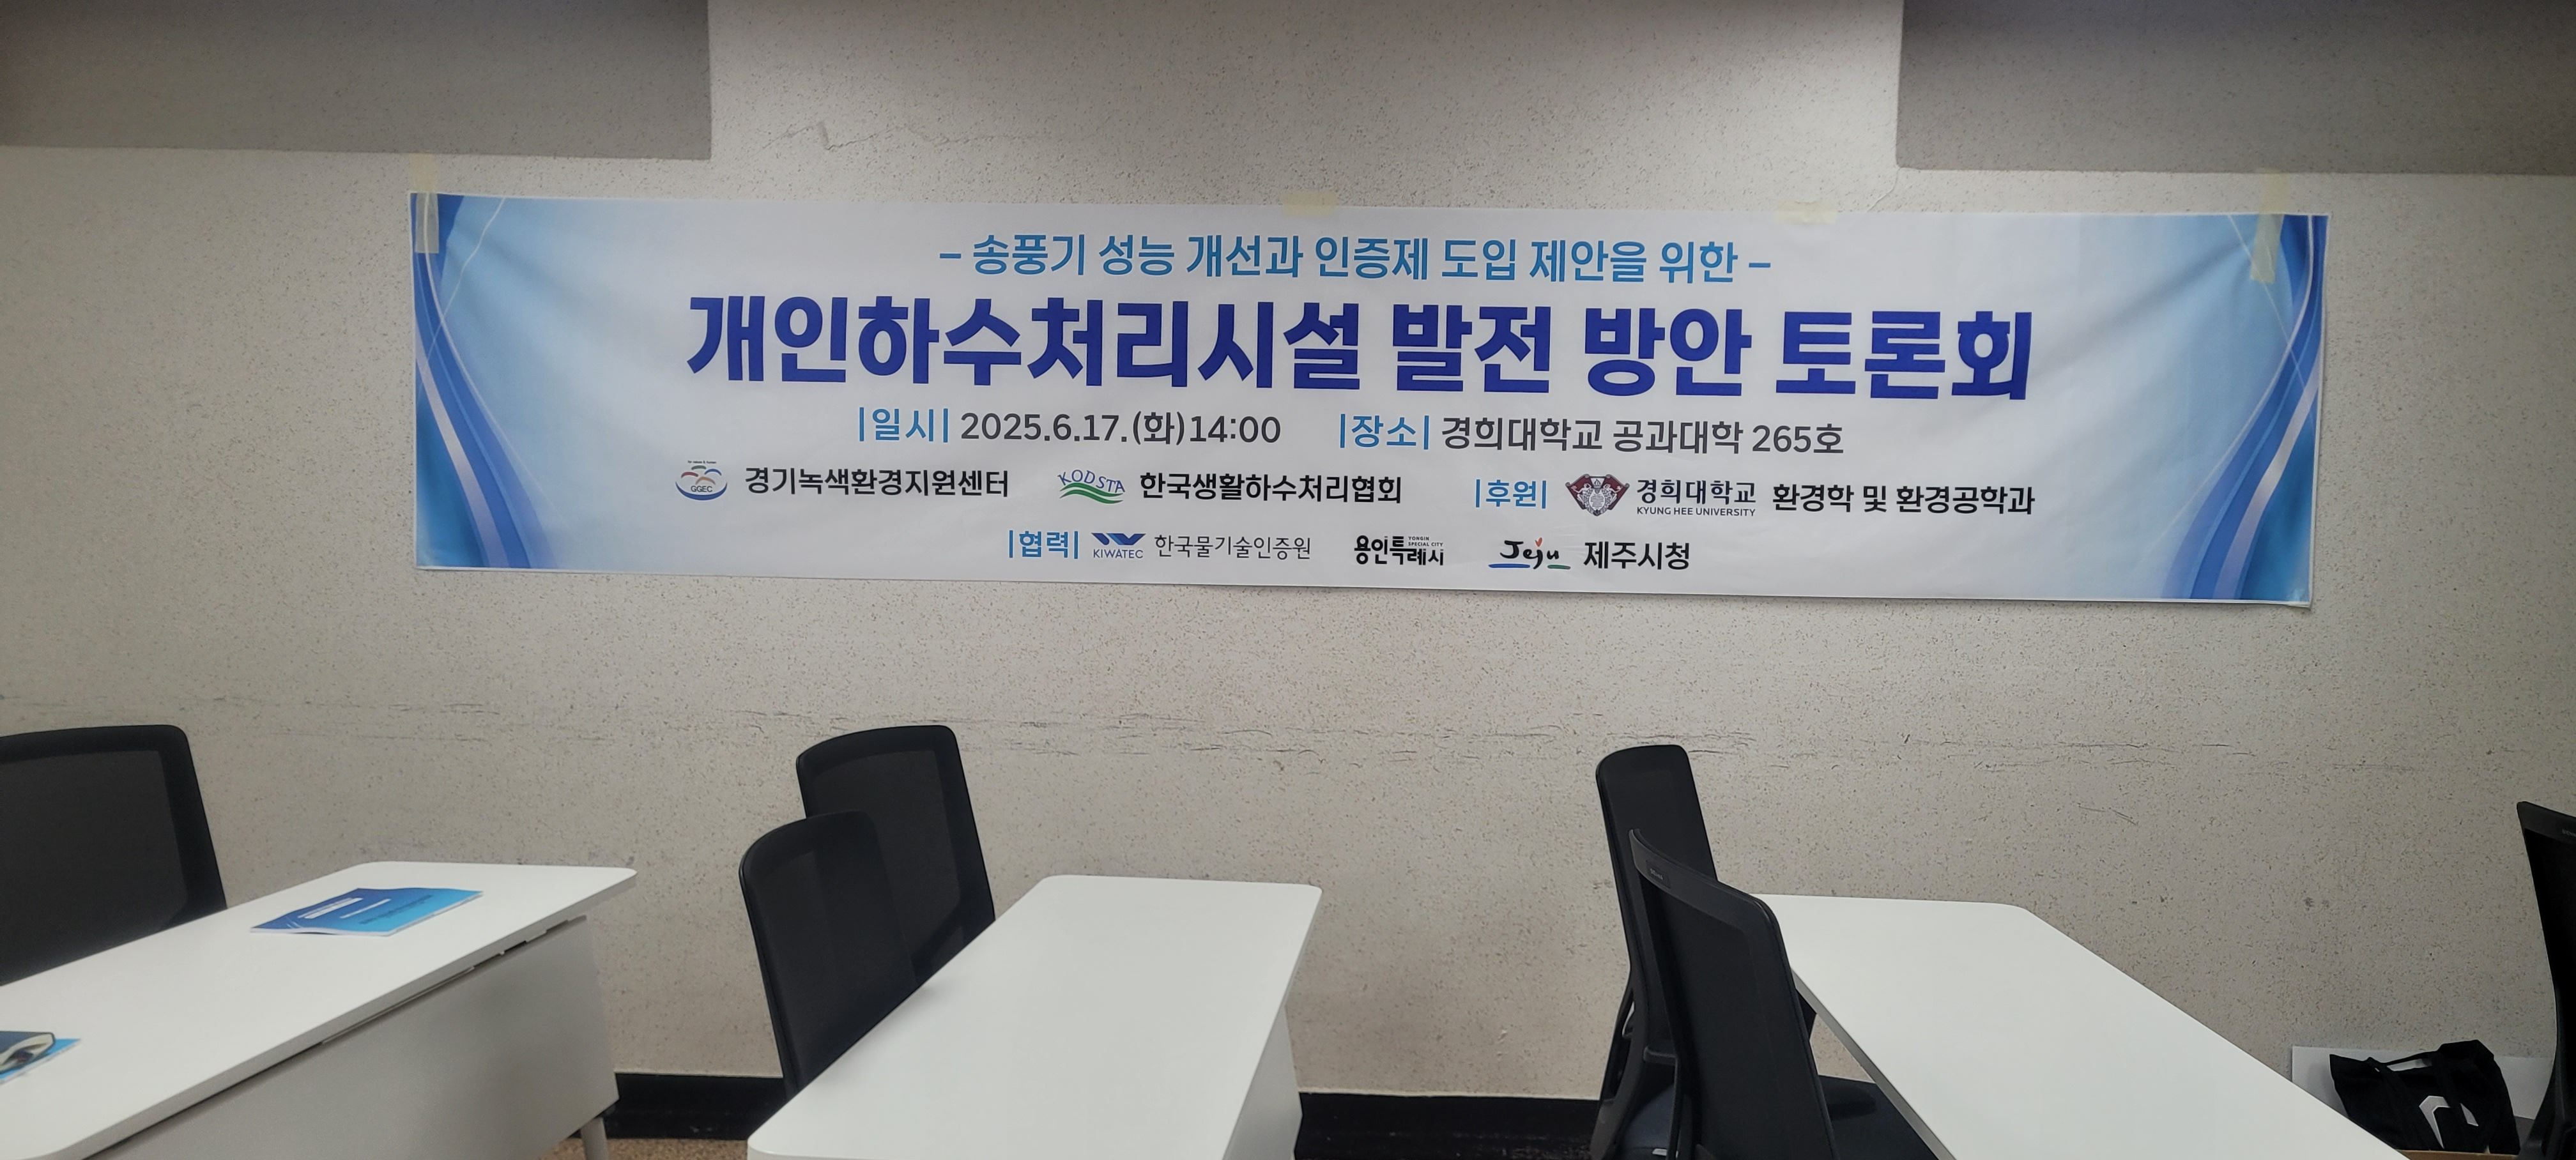 – 송풍기 성능 개선과 인증제 도입 제안을 위한 –
개인하수처리시설 발전 방안 토론회
|일시| 2025.6.17.(화)14:00 |장소| 경희대학교 공과대학 265호
GGEC 경기녹색환경지원센터 KODSTA 한국생활하수처리협회 |후원| 경희대학교 KYUNG HEE UNIVERSITY 환경학 및 환경공학과
|협력| KIWATEC 한국물기술인증원 용인특례시 YONGIN SPECIAL CITY Jeju 제주시청